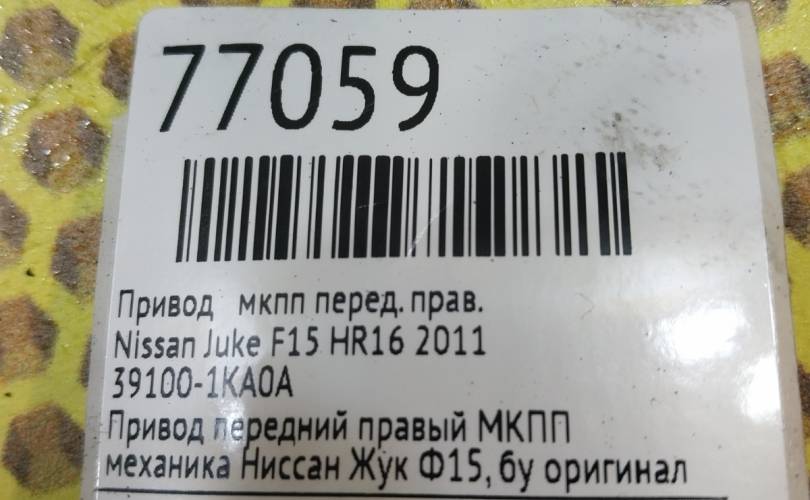 77059
Привод мкпп перед. прав.
Nissan Juke F15 HR16 2011
39100-1KA0A
Привод передний правый МКПП
механика Ниссан Жук Ф15, бу оригинал